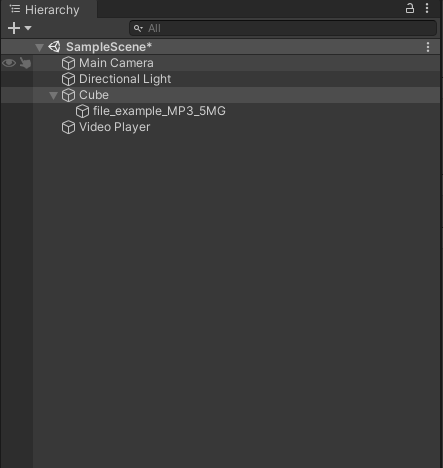 Hierarchy
All
SampleScene*
Main Camera
Directional Light
Cube
file_example_MP3_5MG
Video Player